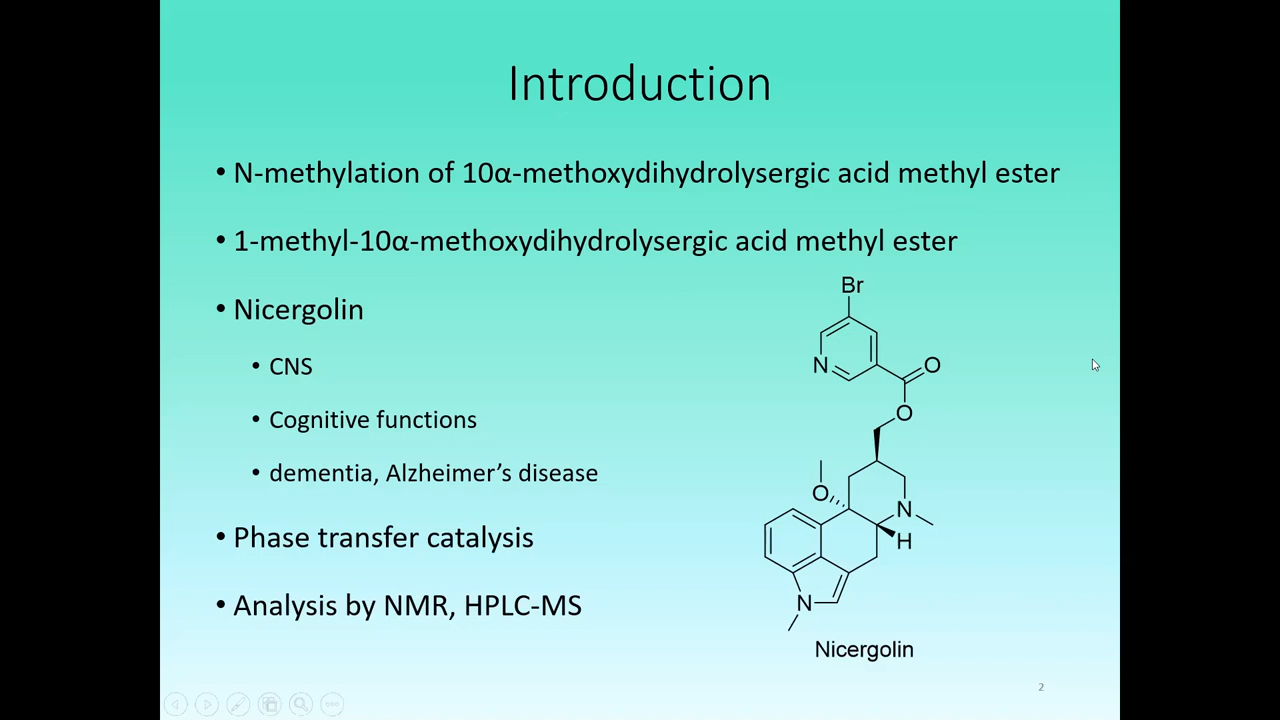 Introduction
• N-methylation of 10α-methoxydihydrolysergic acid methyl ester
• 1-methyl-10α-methoxydihydrolysergic acid methyl ester
• Nicergolin
• CNS
• Cognitive functions
• dementia, Alzheimer’s disease
• Phase transfer catalysis
• Analysis by NMR, HPLC-MS
Br
N
O
O
O
N
H
N
Nicergolin
2